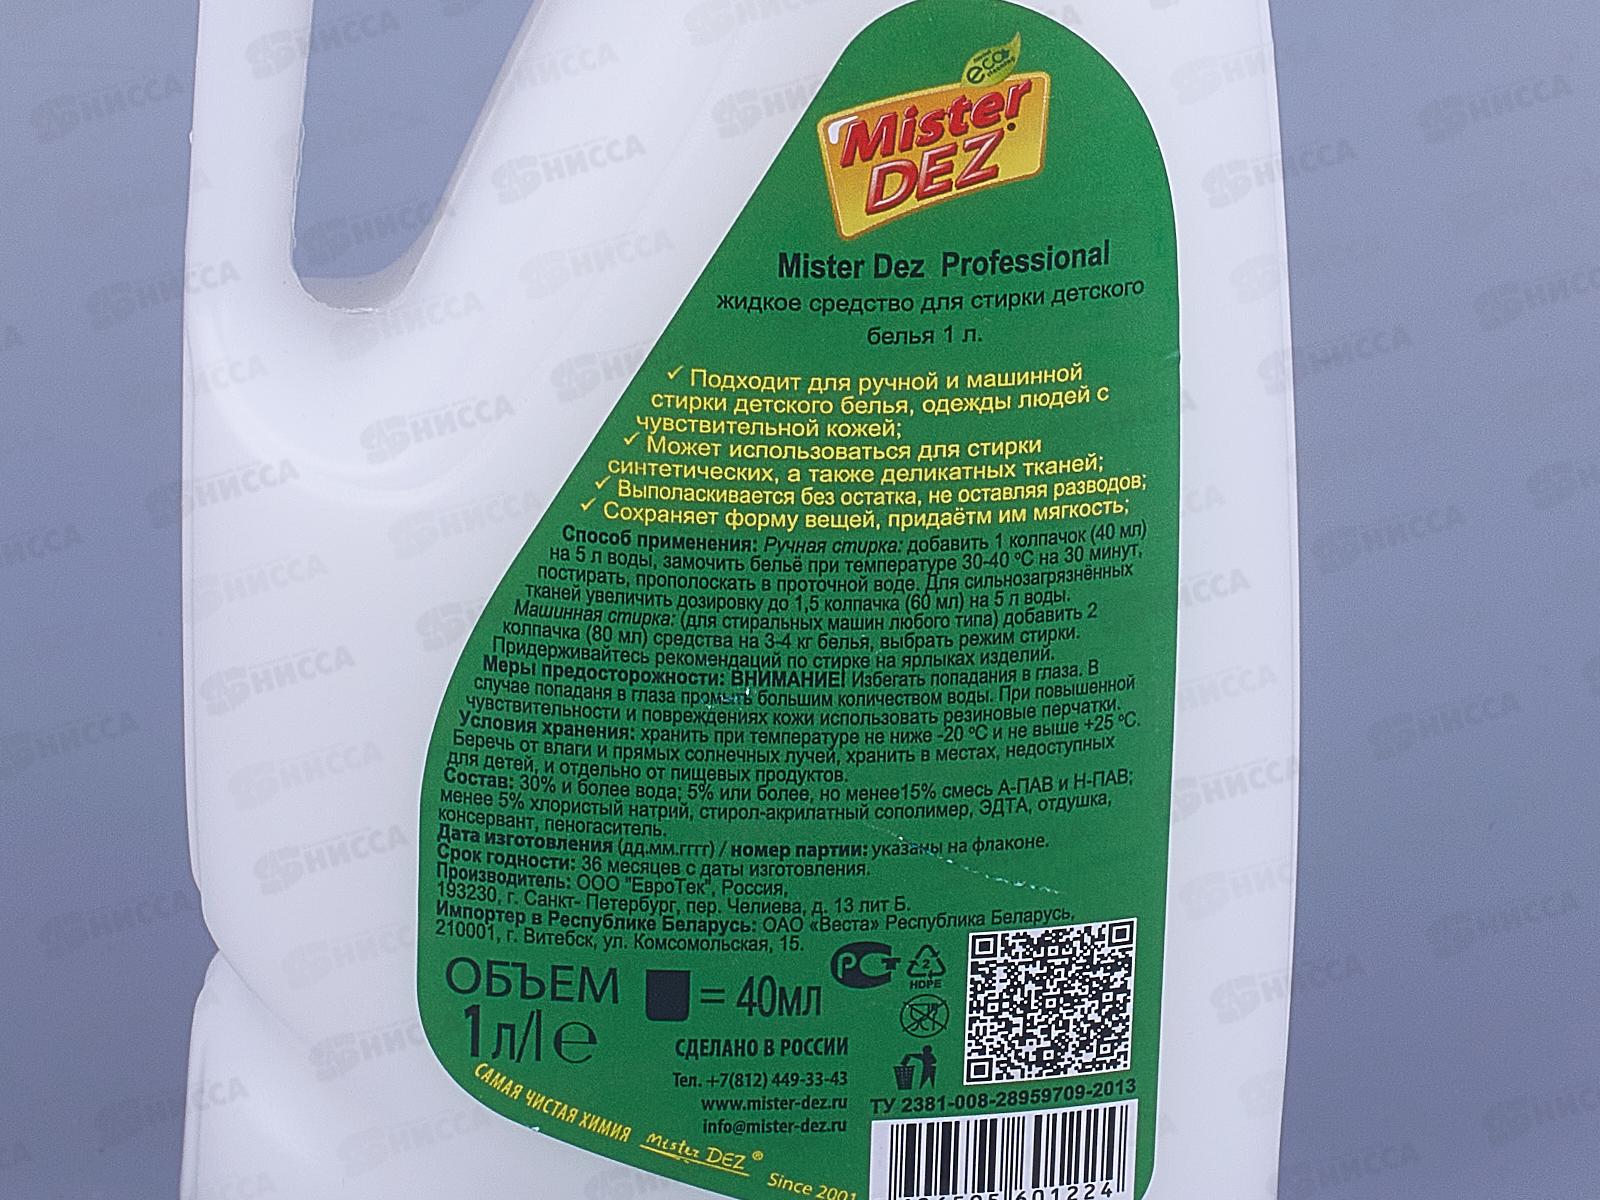 eco
Mister
DEZ
Mister Dez Professional
жидкое средство для стирки детского
белья 1 л.
✓ Подходит для ручной и машинной
стирки детского белья, одежды людей с
чувствительной кожей;
✓ Может использоваться для стирки
синтетических, а также деликатных тканей;
✓ Выполаскивается без остатка, не оставляя разводов;
✓ Сохраняет форму вещей, придаётм им мягкость;
Способ применения: Ручная стирка: добавить 1 колпачок (40 мл)
на 5 л воды, замочить бельё при температуре 30-40 ºС на 30 минут,
постирать, прополоскать в проточной воде. Для сильнозагрязнённых
тканей увеличить дозировку до 1,5 колпачка (60 мл) на 5 л воды.
Машинная стирка: (для стиральных машин любого типа) добавить 2
колпачка (80 мл) средства на 3-4 кг белья, выбрать режим стирки.
Придерживайтесь рекомендаций по стирке на ярлыках изделий.
Меры предосторожности: ВНИМАНИЕ! Избегать попадания в глаза. В
случае попаданя в глаза промыть большим количеством воды. При повышенной
чувствительности и повреждениях кожи использовать резиновые перчатки.
Условия хранения: хранить при температуре не ниже -20 ºС и не выше +25 ºС.
Беречь от влаги и прямых солнечных лучей, хранить в местах, недоступных
для детей, и отдельно от пищевых продуктов.
Состав: 30% и более вода; 5% или более, но менее15% смесь А-ПАВ и Н-ПАВ;
менее 5% хлористый натрий, стирол-акрилатный сополимер, ЭДТА, отдушка,
консервант, пеногаситель.
Дата изготовления (дд.мм.гггг) / номер партии: указаны на флаконе.
Срок годности: 36 месяцев с даты изготовления.
Производитель: ООО "ЕвроТек", Россия,
193230, г. Санкт- Петербург, пер. Челиева, д. 13 лит Б.
Импортер в Республике Беларусь: ОАО «Веста» Республика Беларусь,
210001, г. Витебск, ул. Комсомольская, 15.
ОБЪЕМ
1 л/l e
= 40мл
РСТ
2
HDPE
СДЕЛАНО В РОССИИ
Тел. +7(812) 449-33-43
www.mister-dez.ru
info@mister-dez.ru
ТУ 2381-008-28959709-2013
САМАЯ ЧИСТАЯ ХИМИЯ Mister DEZ ®
Since 2001
601224
НИССА